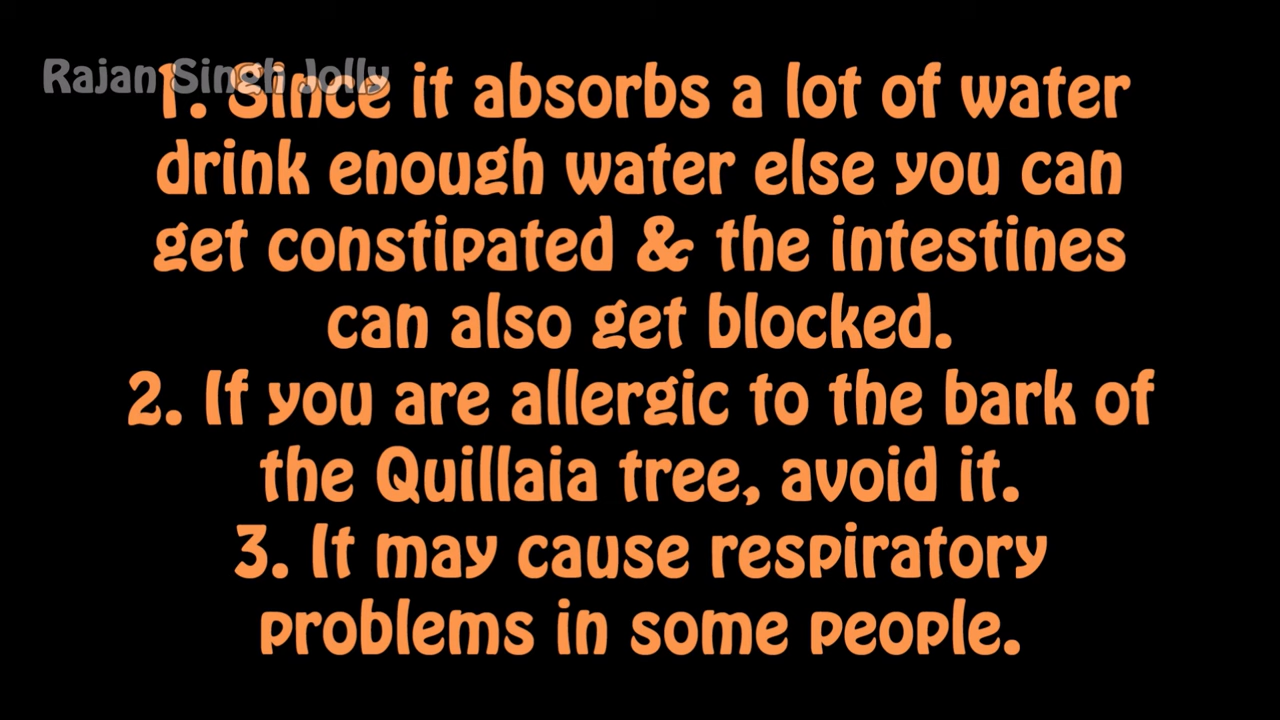 Rajan Singh Jolly
1. Since it absorbs a lot of water
drink enough water else you can
get constipated & the intestines
can also get blocked.
2. If you are allergic to the bark of
the Quillaia tree, avoid it.
3. It may cause respiratory
problems in some people.